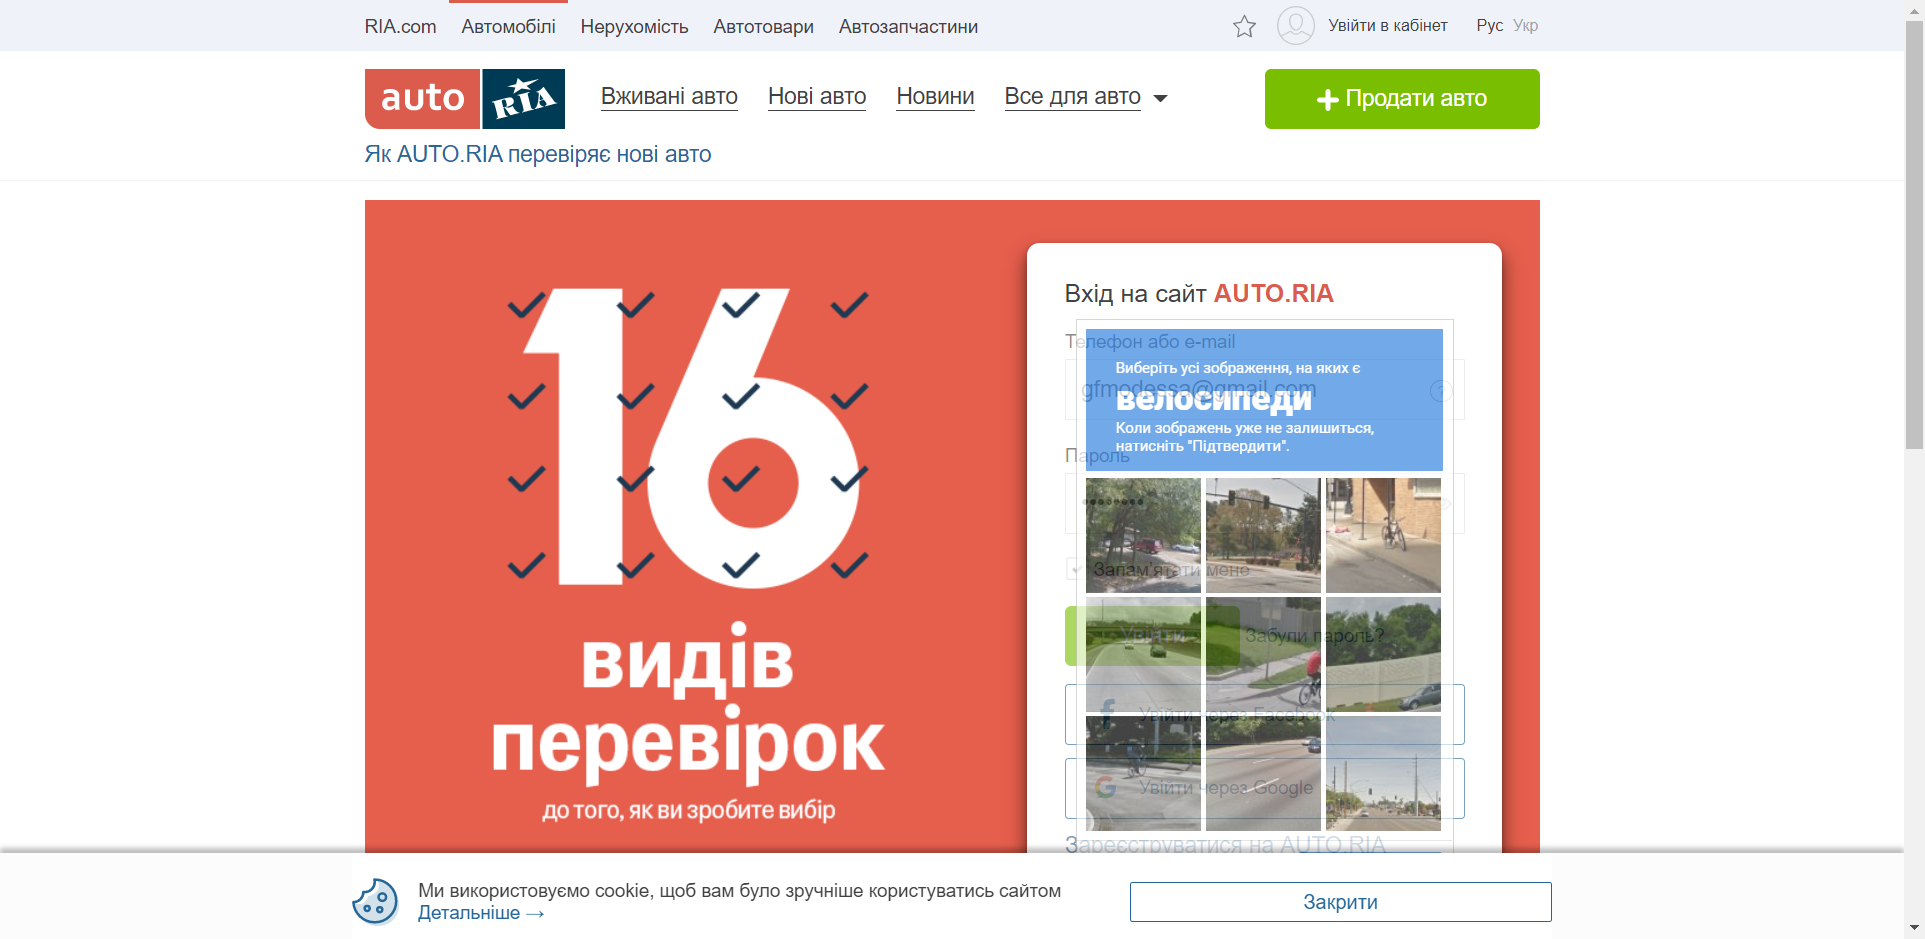 RIA.com Автомобілі Нерухомість Автотовари Автозапчастини Увійти в кабінет Рус Укр
auto RIA Вживані авто Нові авто Новини Все для авто Продати авто
Як AUTO.RIA перевіряє нові авто
16
видів
перевірок
до того, як ви зробите вибір
Вхід на сайт AUTO.RIA
Телефон або e-mail
gfmodessa@gmail.com
Пароль
Виберіть усі зображення, на яких є
велосипеди
Коли зображень уже не залишиться,
натисніть "Підтвердити".
Запам'ятати мене
Увійти Забули пароль?
Увійти через Facebook
Увійти через Google
Зареєструватися на AUTO.RIA
Ми використовуємо cookie, щоб вам було зручніше користуватись сайтом
Детальніше →
Закрити